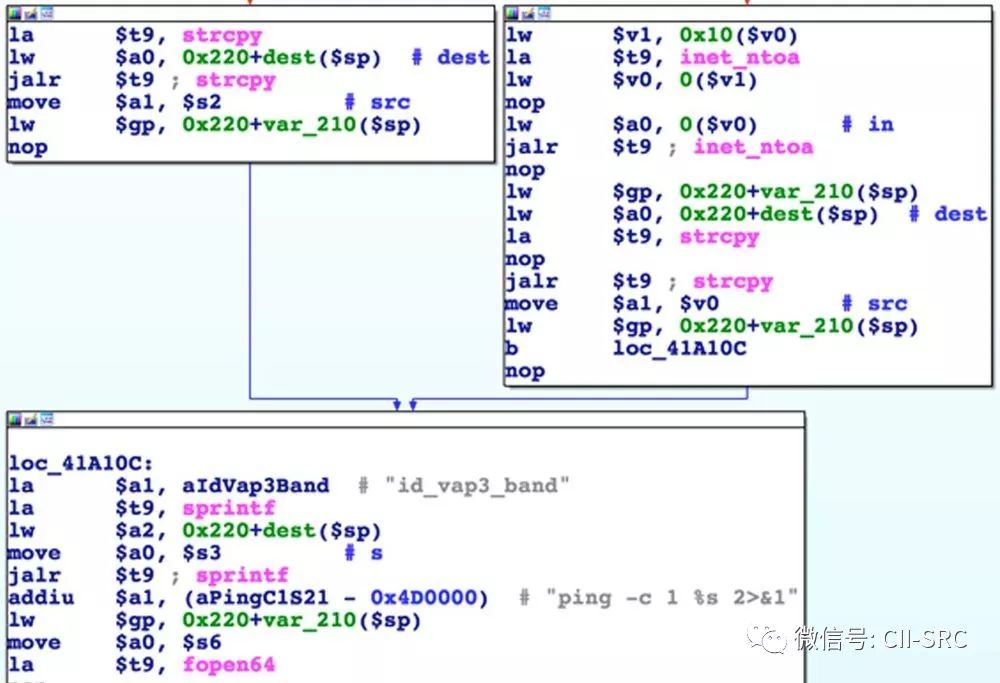 la $t9, strcpy
lw $a0, 0x220+dest($sp) # dest
jalr $t9 ; strcpy
move $a1, $s2 # src
lw $gp, 0x220+var_210($sp)
nop
lw $v1, 0x10($v0)
la $t9, inet_ntoa
lw $v0, 0($v1)
nop
lw $a0, 0($v0) # in
jalr $t9 ; inet_ntoa
nop
lw $gp, 0x220+var_210($sp)
lw $a0, 0x220+dest($sp) # dest
la $t9, strcpy
nop
jalr $t9 ; strcpy
move $a1, $v0 # src
lw $gp, 0x220+var_210($sp)
b loc_41A10C
nop
loc_41A10C:
la $a1, aIdVap3Band # "id_vap3_band"
la $t9, sprintf
lw $a2, 0x220+dest($sp)
move $a0, $s3 # s
jalr $t9 ; sprintf
addiu $a1, (aPingC1S21 - 0x4D0000) # "ping -c 1 %s 2>&1"
lw $gp, 0x220+var_210($sp)
move $a0, $s6
la $t9, fopen64
微信号: CII-SRC